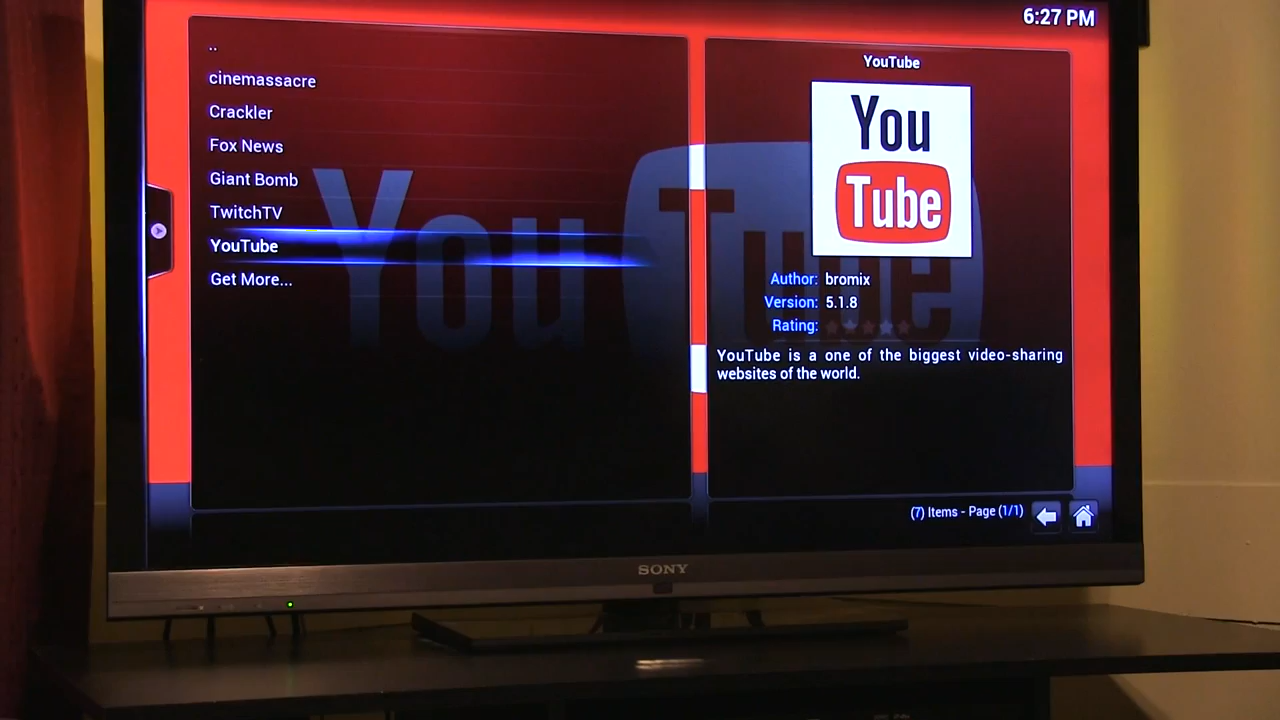 6:27 PM
..
cinemassacre
Crackler
Fox News
Giant Bomb
TwitchTV
YouTube
Get More...
You Tube
YouTube
You
Tube
Author: bromix
Version: 5.1.8
Rating:
YouTube is a one of the biggest video-sharing
websites of the world.
(7) Items - Page (1/1)
SONY